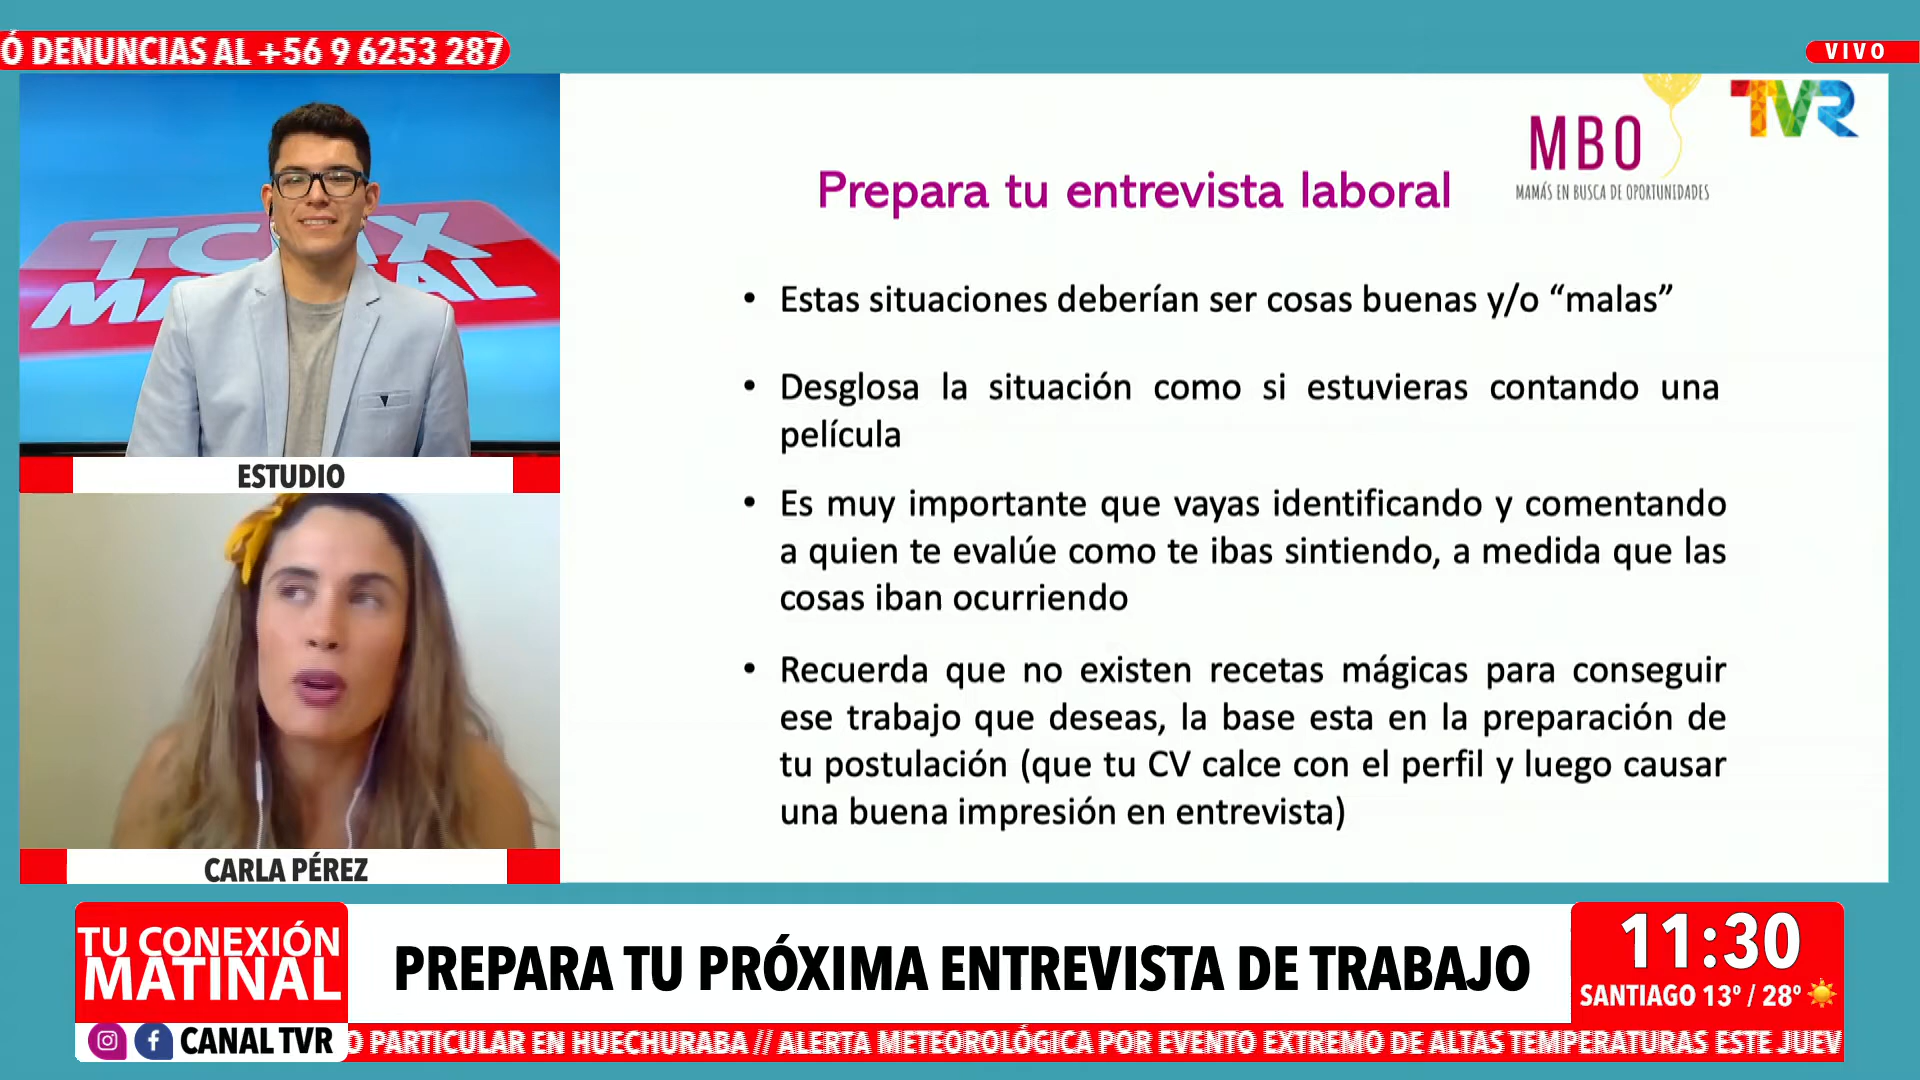 Ó DENUNCIAS AL +56 9 6253 287
VIVO
TVR
MBO
MAMÁS EN BUSCA DE OPORTUNIDADES
Prepara tu entrevista laboral
• Estas situaciones deberían ser cosas buenas y/o “malas”
• Desglosa la situación como si estuvieras contando una
película
• Es muy importante que vayas identificando y comentando
a quien te evalúe como te ibas sintiendo, a medida que las
cosas iban ocurriendo
• Recuerda que no existen recetas mágicas para conseguir
ese trabajo que deseas, la base esta en la preparación de
tu postulación (que tu CV calce con el perfil y luego causar
una buena impresión en entrevista)
ESTUDIO
CARLA PÉREZ
TU CONEXIÓN
MATINAL
PREPARA TU PRÓXIMA ENTREVISTA DE TRABAJO
11:30
SANTIAGO 13º / 28º
CANAL TVR
O PARTICULAR EN HUECHURABA // ALERTA METEOROLÓGICA POR EVENTO EXTREMO DE ALTAS TEMPERATURAS ESTE JUEV